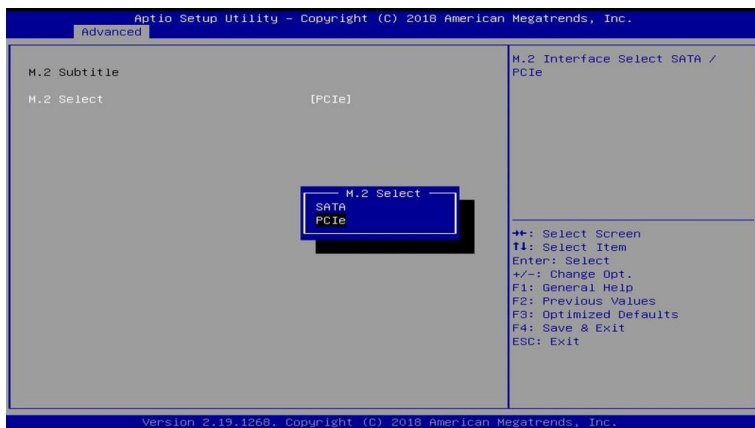 Aptio Setup Utility – Copyright (C) 2018 American Megatrends, Inc.
Advanced
M.2 Subtitle
M.2 Select [PCIe]
M.2 Select
SATA
PCIe
M.2 Interface Select SATA /
PCIe
→←: Select Screen
↑↓: Select Item
Enter: Select
+/-: Change Opt.
F1: General Help
F2: Previous Values
F3: Optimized Defaults
F4: Save & Exit
ESC: Exit
Version 2.19.1268. Copyright (C) 2018 American Megatrends, Inc.